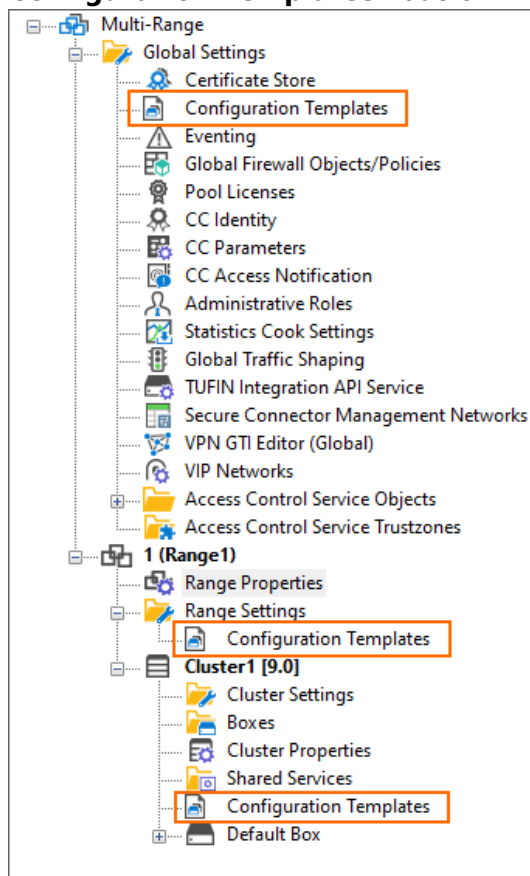 Multi-Range
Global Settings
Certificate Store
Configuration Templates
Eventing
Global Firewall Objects/Policies
Pool Licenses
CC Identity
CC Parameters
CC Access Notification
Administrative Roles
Statistics Cook Settings
Global Traffic Shaping
TUFIN Integration API Service
Secure Connector Management Networks
VPN GTI Editor (Global)
VIP Networks
Access Control Service Objects
Access Control Service Trustzones
1 (Range1)
Range Properties
Range Settings
Configuration Templates
Cluster1 [9.0]
Cluster Settings
Boxes
Cluster Properties
Shared Services
Configuration Templates
Default Box